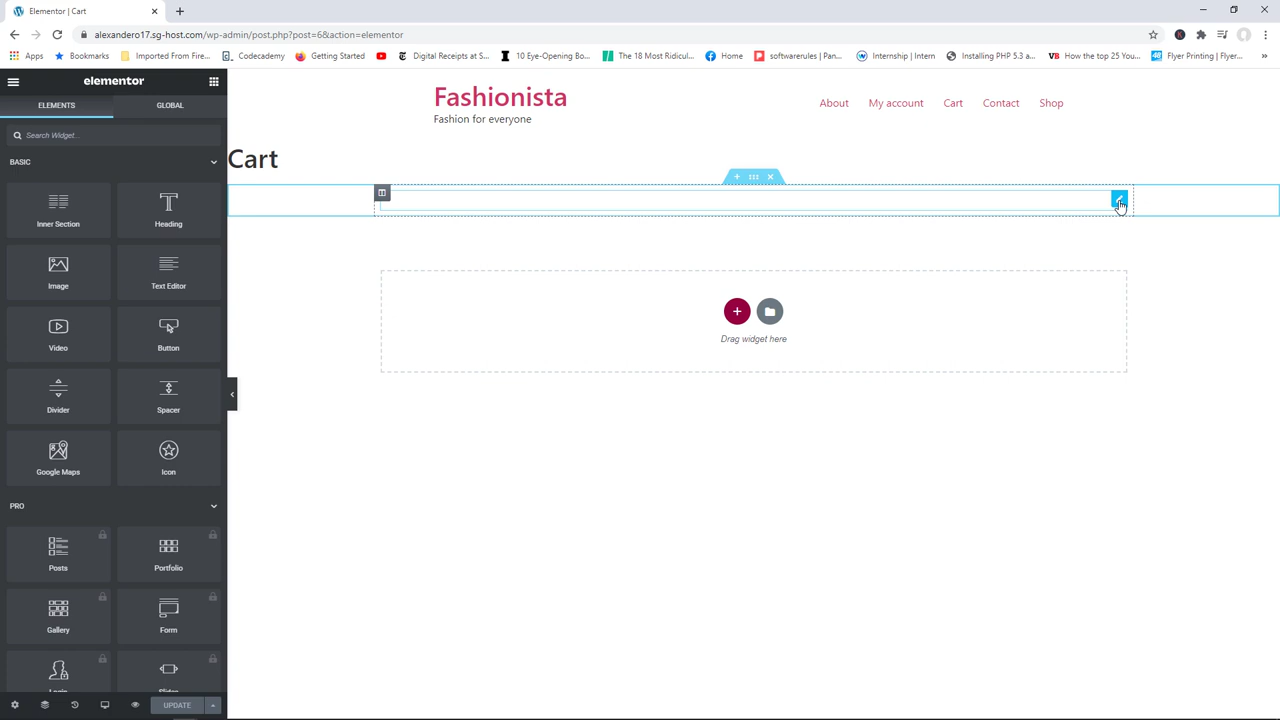 Elementor | Cart
alexandero17.sg-host.com/wp-admin/post.php?post=6&action=elementor
Apps
Bookmarks
Imported From Fire...
Codecademy
Getting Started
Digital Receipts at S...
10 Eye-Opening Bo...
The 18 Most Ridicul...
Home
softwarerules | Pan...
Internship | Intern
Installing PHP 5.3 a...
How the top 25 You...
Flyer Printing | Flyer...
elementor
ELEMENTS
GLOBAL
Search Widget...
BASIC
Inner Section
Heading
Image
Text Editor
Video
Button
Divider
Spacer
Google Maps
Icon
PRO
Posts
Portfolio
Gallery
Form
UPDATE
Fashionista
Fashion for everyone
About
My account
Cart
Contact
Shop
Cart
Drag widget here